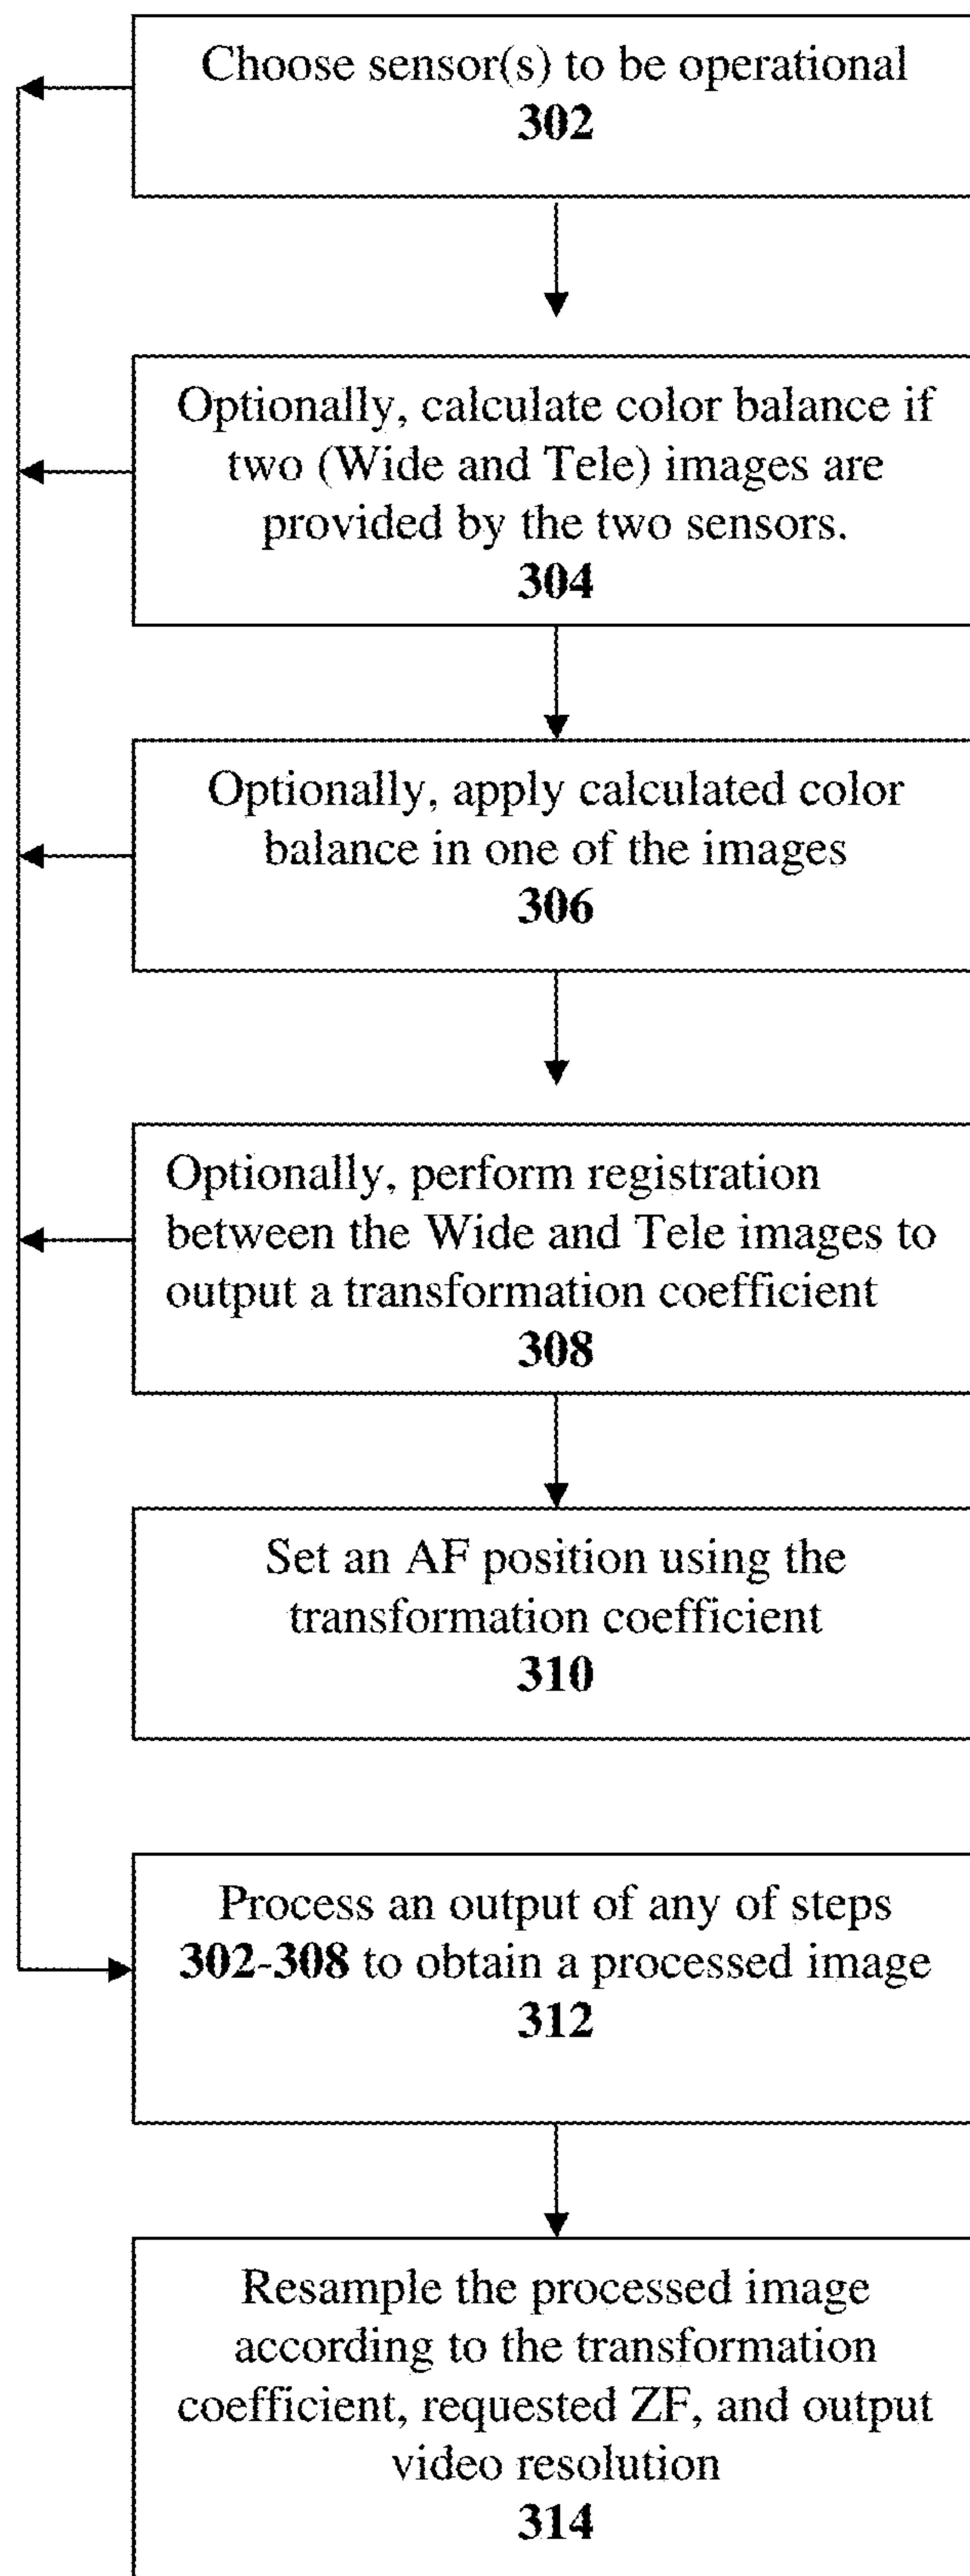 Choose sensor(s) to be operational
302
Optionally, calculate color balance if
two (Wide and Tele) images are
provided by the two sensors.
304
Optionally, apply calculated color
balance in one of the images
306
Optionally, perform registration
between the Wide and Tele images to
output a transformation coefficient
308
Set an AF position using the
transformation coefficient
310
Process an output of any of steps
302-308 to obtain a processed image
312
Resample the processed image
according to the transformation
coefficient, requested ZF, and output
video resolution
314